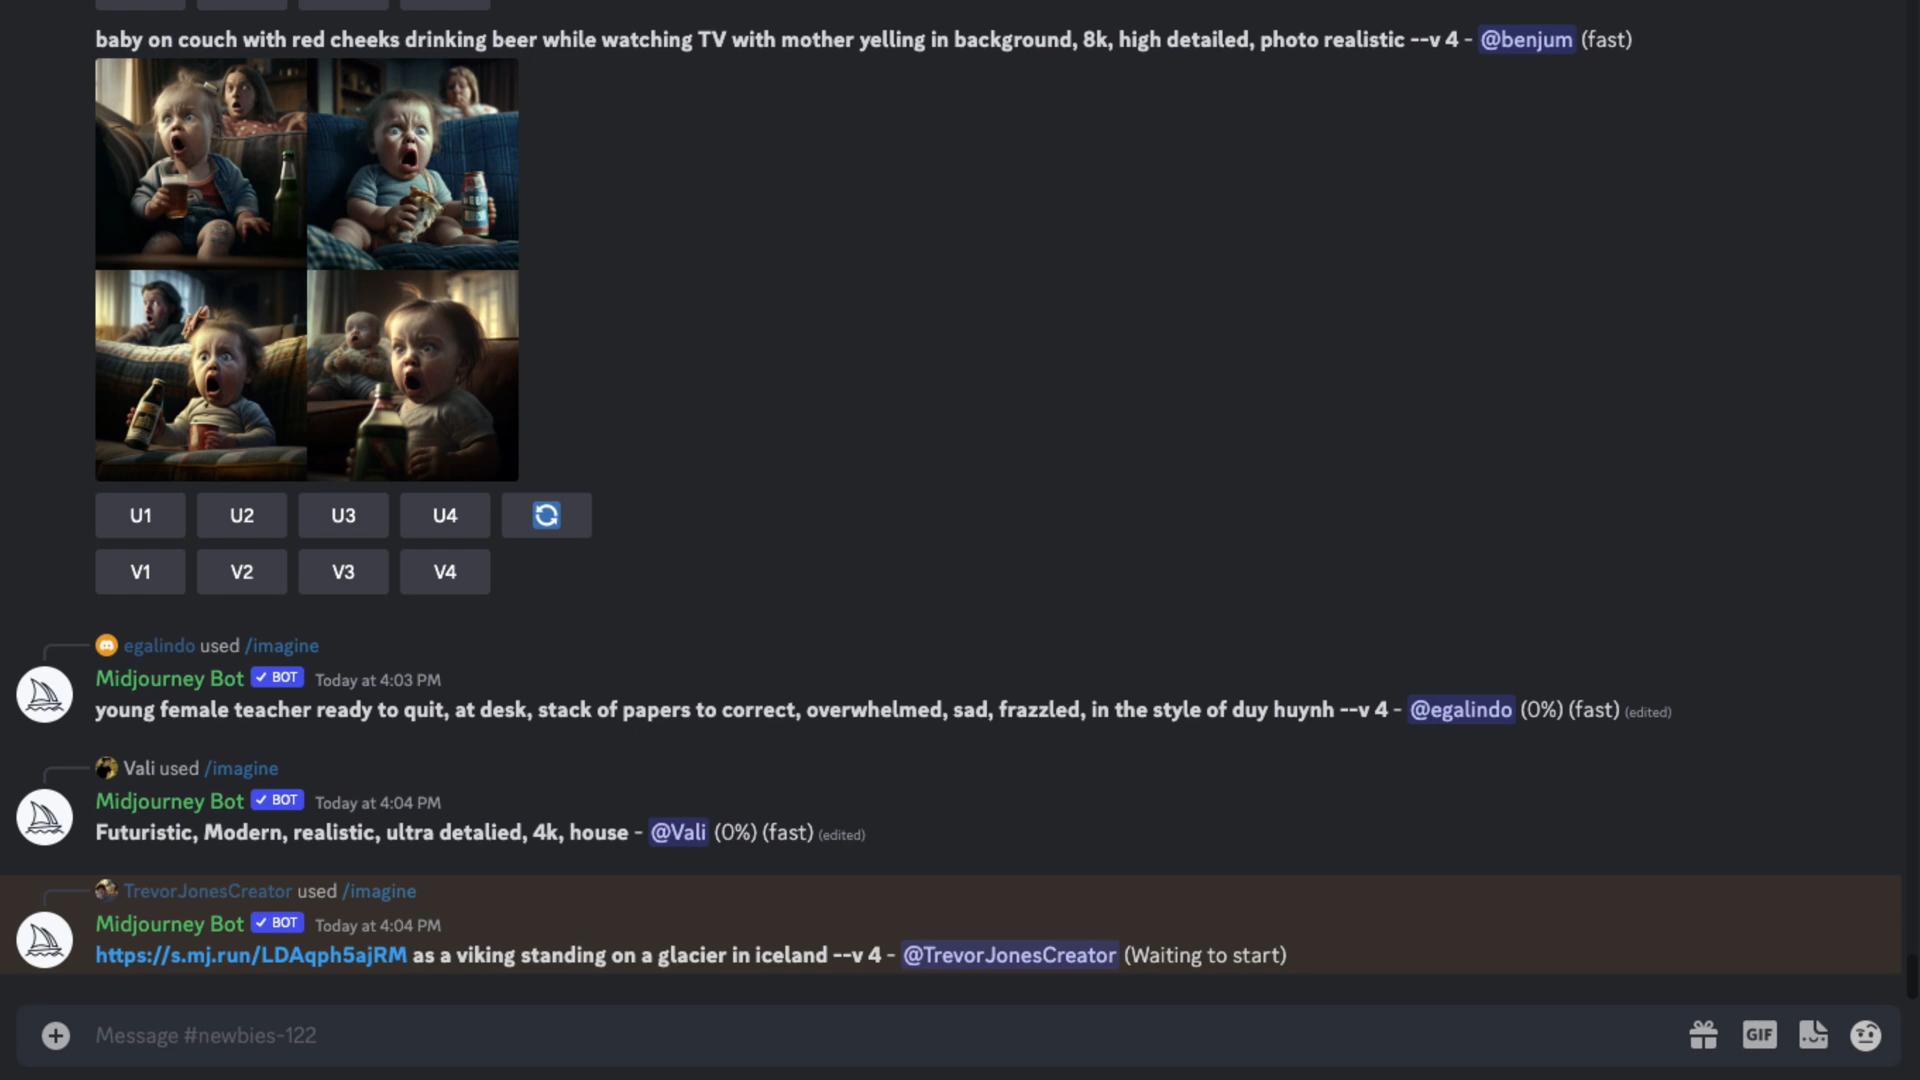 baby on couch with red cheeks drinking beer while watching TV with mother yelling in background, 8k, high detailed, photo realistic --v 4 - @benjum (fast)
U1 U2 U3 U4
V1 V2 V3 V4
egalindo used /imagine
Midjourney Bot ✓ BOT Today at 4:03 PM
young female teacher ready to quit, at desk, stack of papers to correct, overwhelmed, sad, frazzled, in the style of duy huynh --v 4 - @egalindo (0%) (fast) (edited)
Vali used /imagine
Midjourney Bot ✓ BOT Today at 4:04 PM
Futuristic, Modern, realistic, ultra detalied, 4k, house - @Vali (0%) (fast) (edited)
TrevorJonesCreator used /imagine
Midjourney Bot ✓ BOT Today at 4:04 PM
https://s.mj.run/LDAqph5ajRM as a viking standing on a glacier in iceland --v 4 - @TrevorJonesCreator (Waiting to start)
Message #newbies-122
GIF